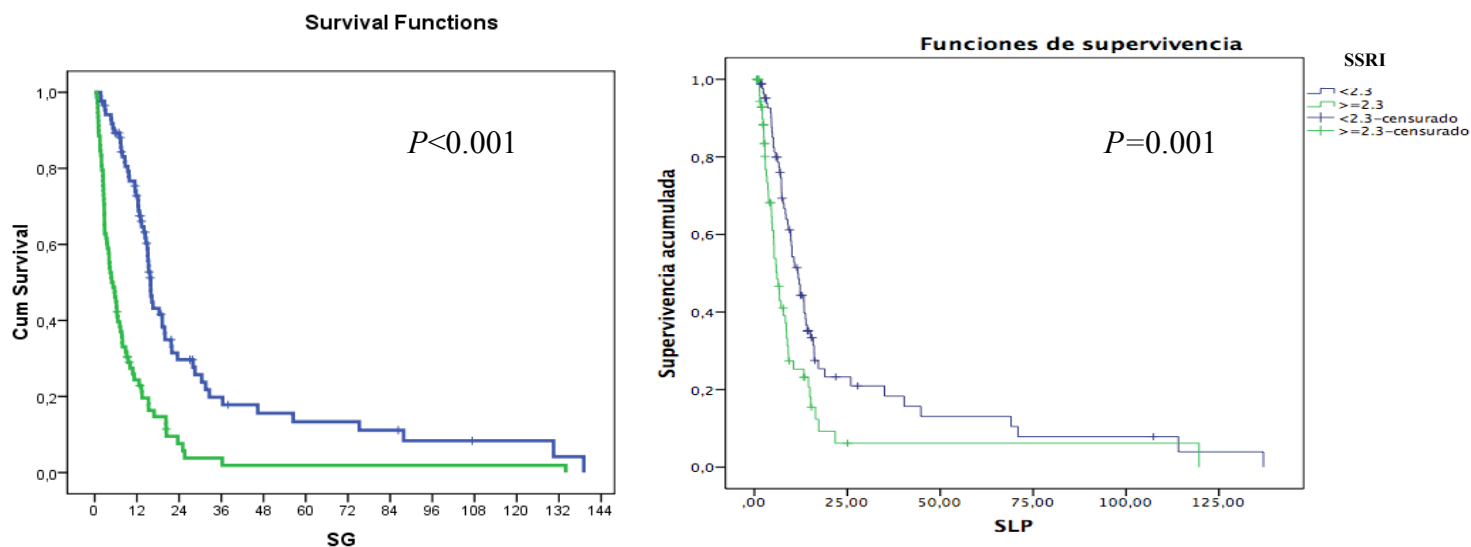 Survival Functions
P<0.001
Cum Survival
1,0
0,8
0,6
0,4
0,2
0,0
0 12 24 36 48 60 72 84 96 108 120 132 144
SG
Funciones de supervivencia
P=0.001
Supervivencia acumulada
1,0
0,8
0,6
0,4
0,2
0,0
,00 25,00 50,00 75,00 100,00 125,00
SLP
SSRI
<2.3
>=2.3
<2.3-censurado
>=2.3-censurado